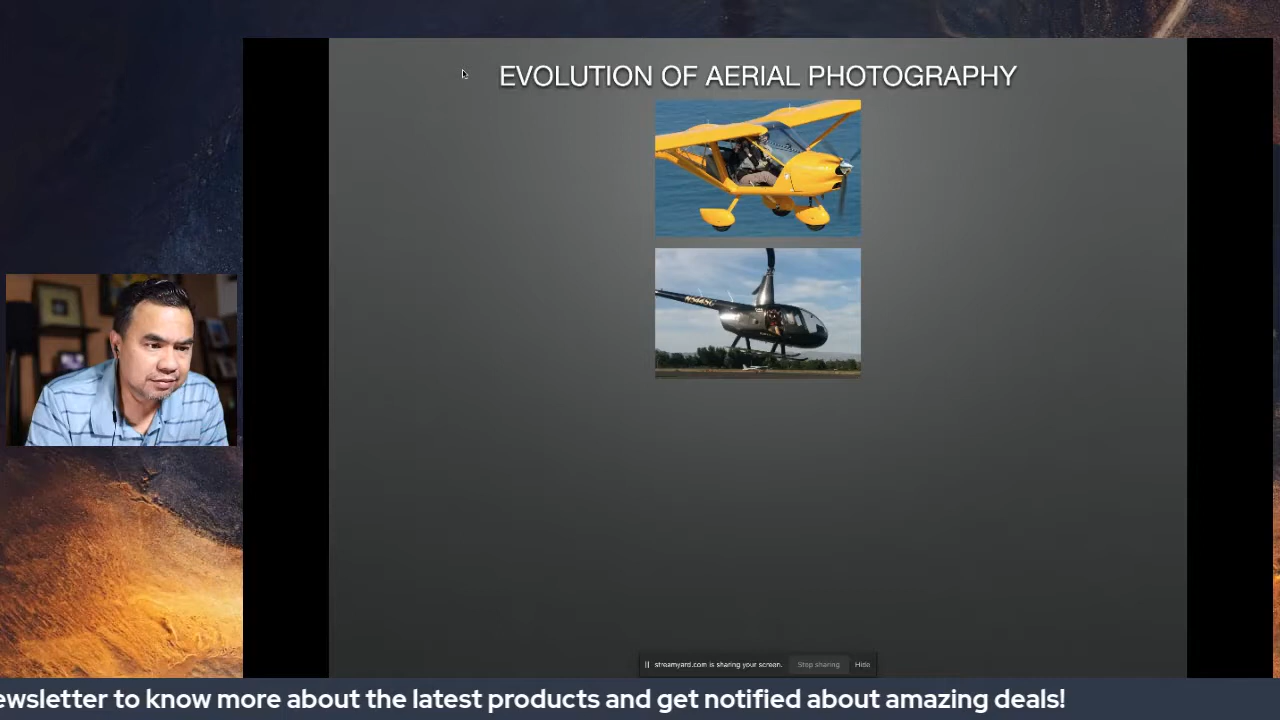 EVOLUTION OF AERIAL PHOTOGRAPHY
streamyard.com is sharing your screen.
Stop sharing
Hide
ewsletter to know more about the latest products and get notified about amazing deals!